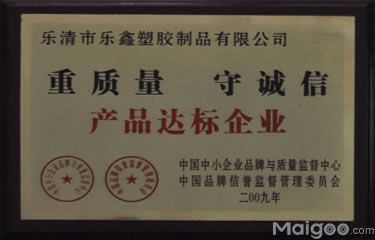 乐清市乐鑫塑胶制品有限公司
重质量 守诚信
产品达标企业
中国中小企业品牌与质量监督中心
中国品牌信誉监督管理委员会
二00九年
Maigoo.com